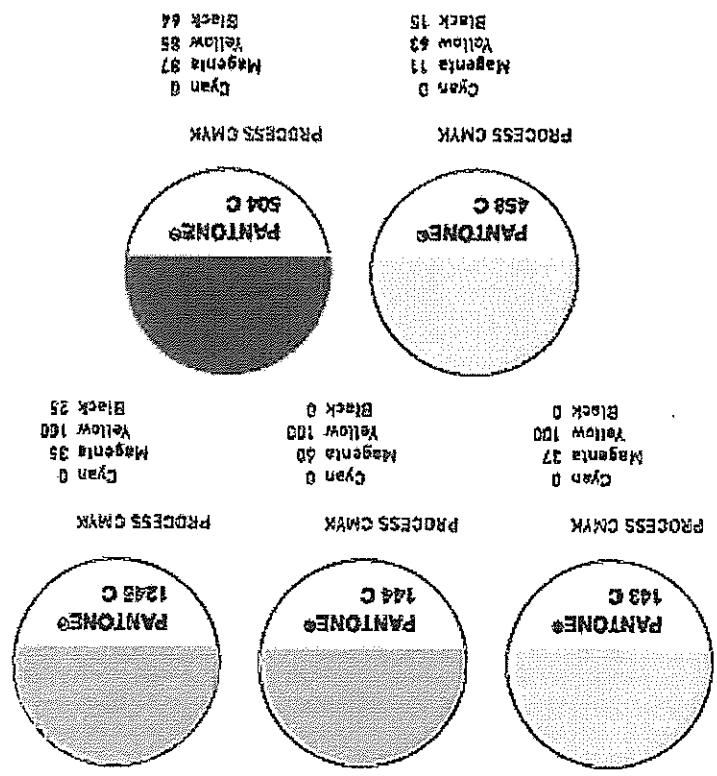 PANTONE®
143 C
PROCESS CMYK
Cyan 0
Magenta 37
Yellow 100
Black 0
PANTONE®
144 C
PROCESS CMYK
Cyan 0
Magenta 60
Yellow 100
Black 0
PANTONE®
1245 C
PROCESS CMYK
Cyan 0
Magenta 35
Yellow 100
Black 25
PANTONE®
458 C
PROCESS CMYK
Cyan 0
Magenta 11
Yellow 63
Black 15
PANTONE®
504 C
PROCESS CMYK
Cyan 0
Magenta 87
Yellow 85
Black 64